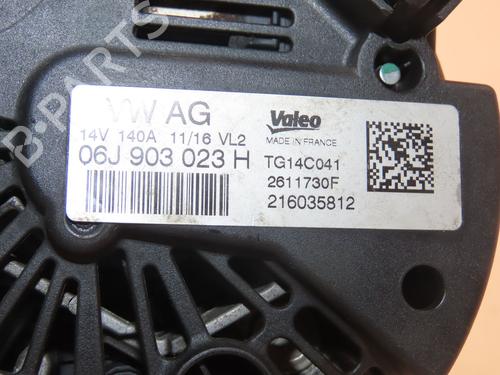 B-PARTS
VW AG
14V 140A 11/16 VL2
06J 903 023 H
Valeo
MADE IN FRANCE
TG14C041
2611730F
216035812